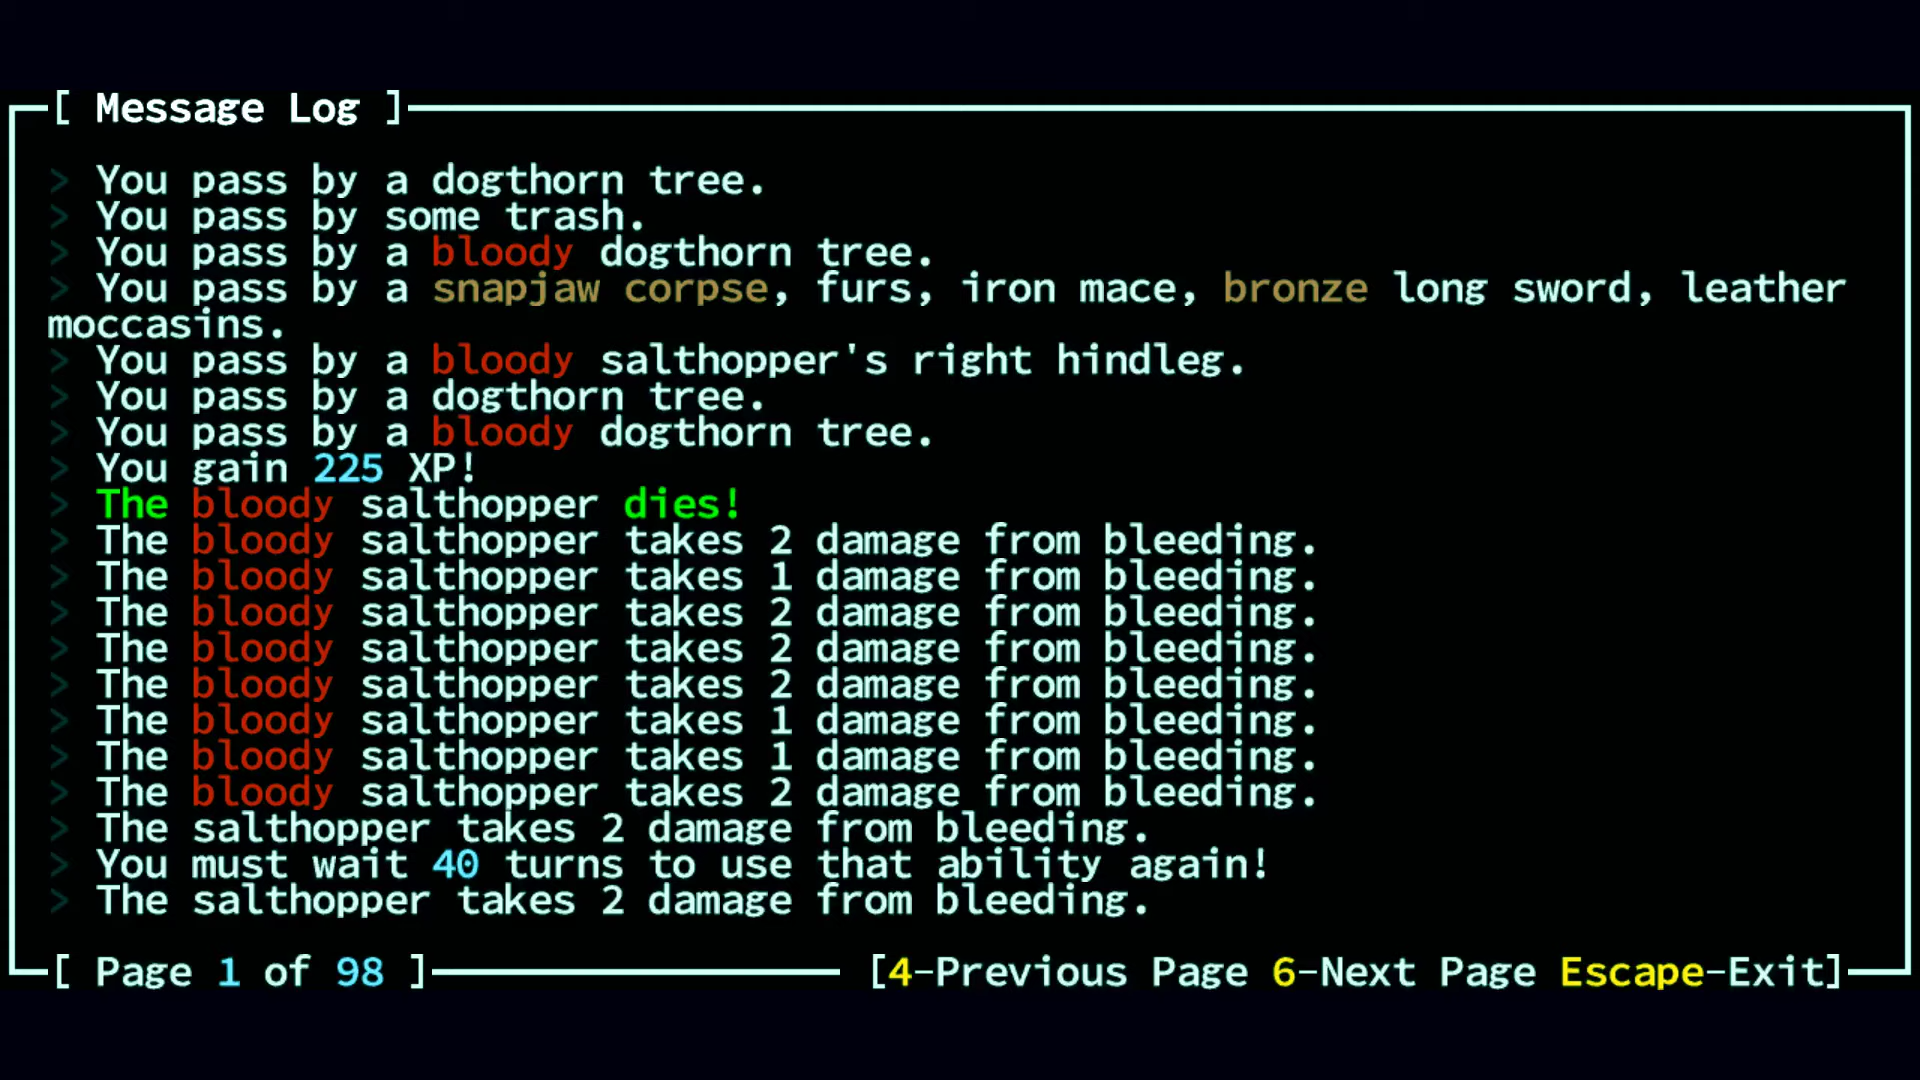 [ Message Log ]
> You pass by a dogthorn tree.
> You pass by some trash.
> You pass by a bloody dogthorn tree.
> You pass by a snapjaw corpse, furs, iron mace, bronze long sword, leather
moccasins.
> You pass by a bloody salthopper's right hindleg.
> You pass by a dogthorn tree.
> You pass by a bloody dogthorn tree.
> You gain 225 XP!
> The bloody salthopper dies!
> The bloody salthopper takes 2 damage from bleeding.
> The bloody salthopper takes 1 damage from bleeding.
> The bloody salthopper takes 2 damage from bleeding.
> The bloody salthopper takes 2 damage from bleeding.
> The bloody salthopper takes 2 damage from bleeding.
> The bloody salthopper takes 1 damage from bleeding.
> The bloody salthopper takes 1 damage from bleeding.
> The bloody salthopper takes 2 damage from bleeding.
> The salthopper takes 2 damage from bleeding.
> You must wait 40 turns to use that ability again!
> The salthopper takes 2 damage from bleeding.
[ Page 1 of 98 ] [4-Previous Page 6-Next Page Escape-Exit]